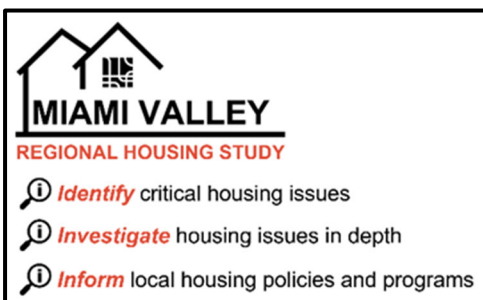 MIAMI VALLEY
REGIONAL HOUSING STUDY
Identify critical housing issues
Investigate housing issues in depth
Inform local housing policies and programs